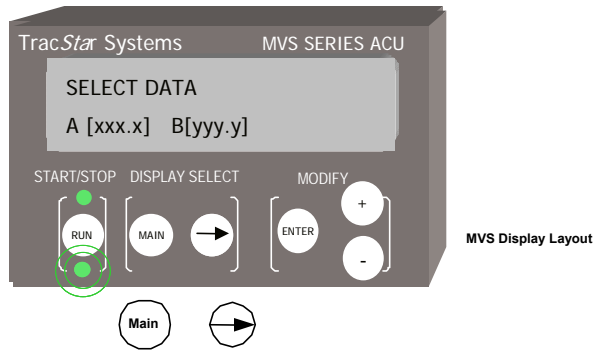 TracStar Systems MVS SERIES ACU
SELECT DATA
A [xxx.x] B[yyy.y]
START/STOP DISPLAY SELECT MODIFY
RUN MAIN ENTER + -
MVS Display Layout
Main